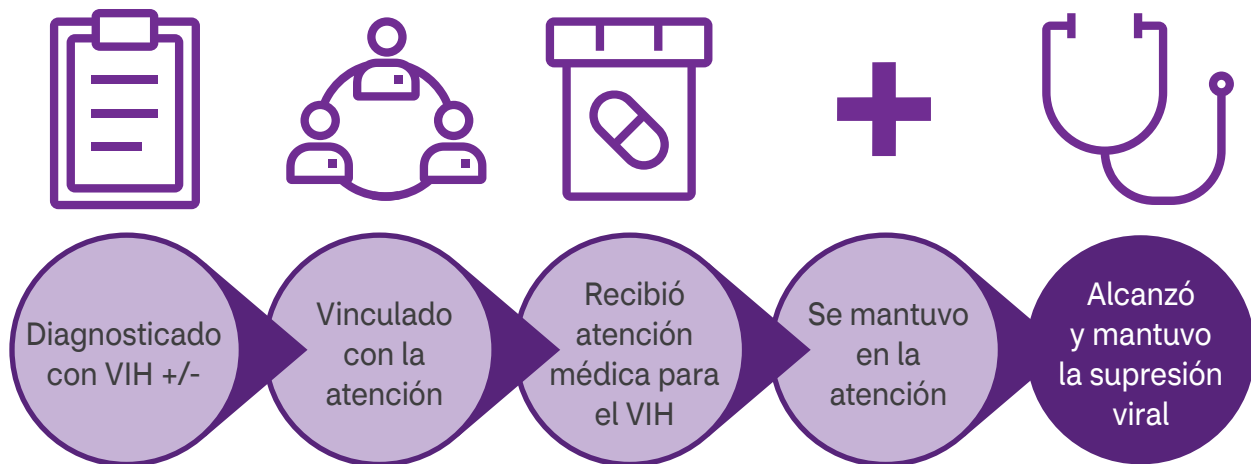 Diagnosticado
con VIH +/-
Vinculado
con la
atención
Recibió
atención
médica para
el VIH
Se mantuvo
en la
atención
Alcanzó
y mantuvo
la supresión
viral